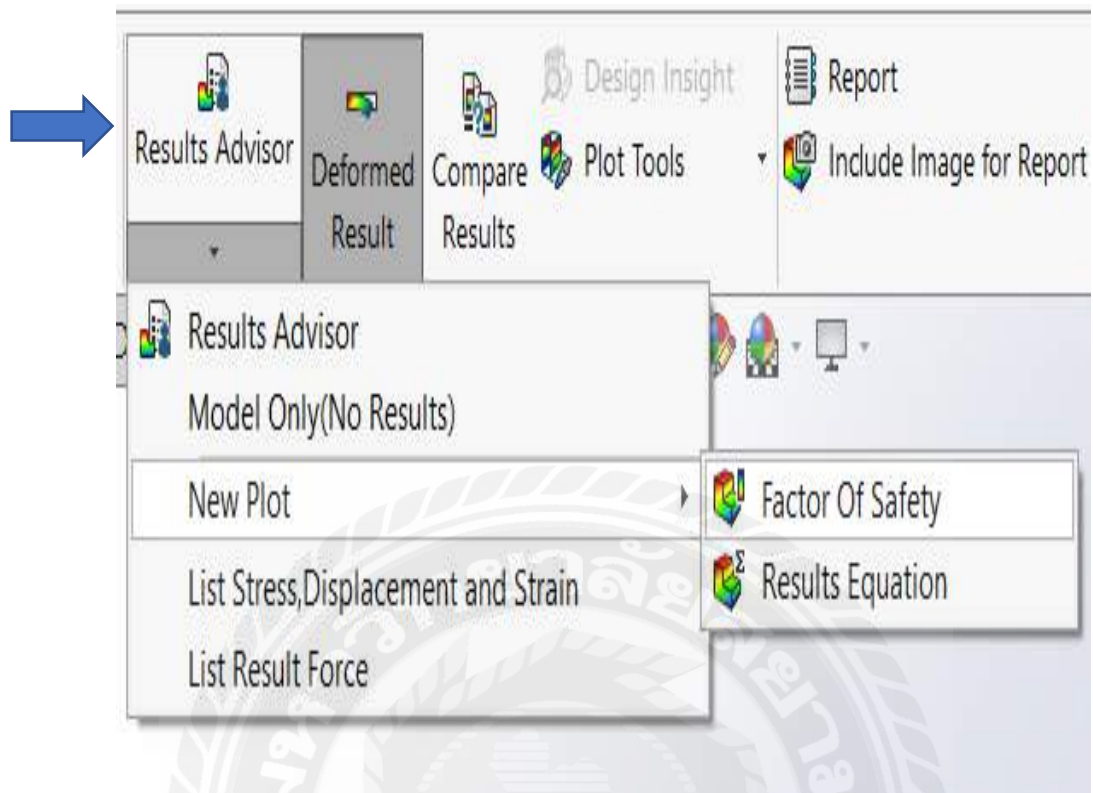 Results Advisor
Deformed
Result
Compare
Results
Design Insight
Plot Tools
Report
Include Image for Report
Results Advisor
Model Only(No Results)
New Plot
Factor Of Safety
Results Equation
List Stress,Displacement and Strain
List Result Force